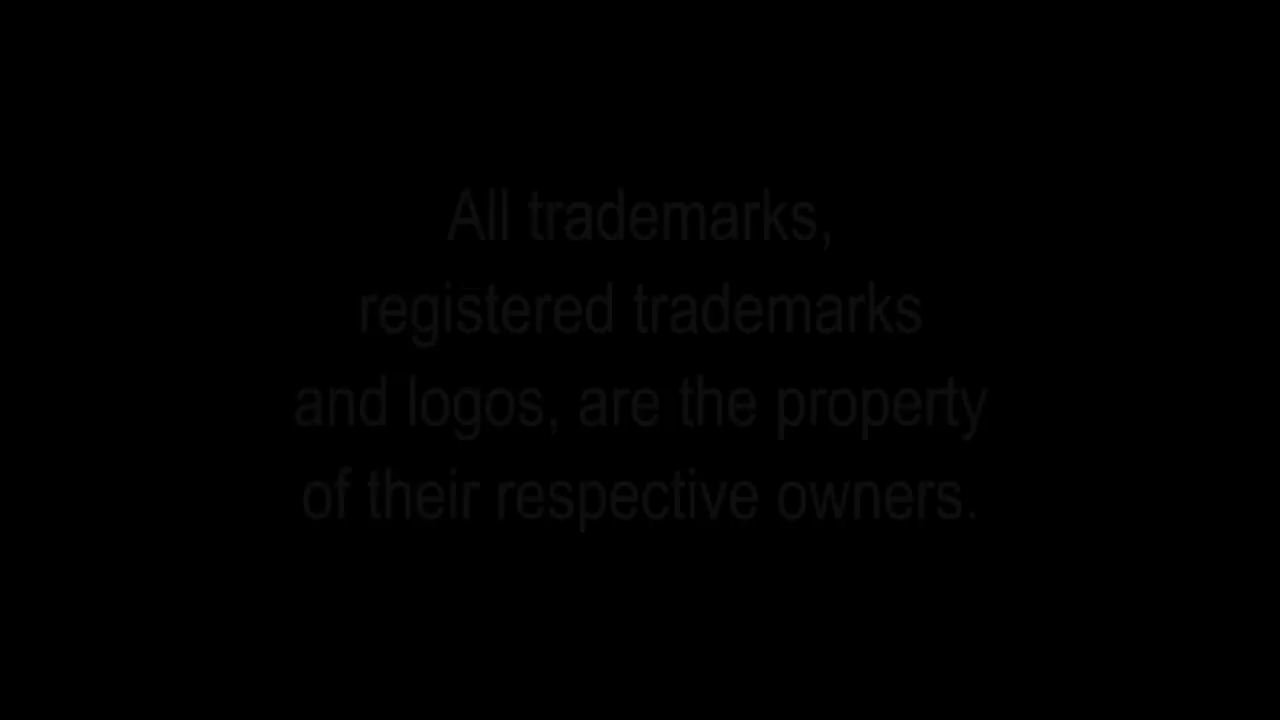 All trademarks,
registered trademarks
and logos, are the property
of their respective owners.